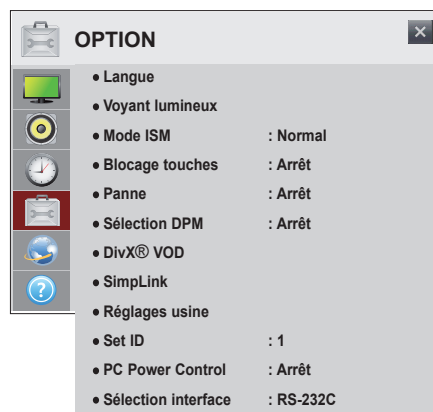 OPTION
● Langue
● Voyant lumineux
● Mode ISM : Normal
● Blocage touches : Arrêt
● Panne : Arrêt
● Sélection DPM : Arrêt
● DivX® VOD
● SimpLink
● Réglages usine
● Set ID : 1
● PC Power Control : Arrêt
● Sélection interface : RS-232C